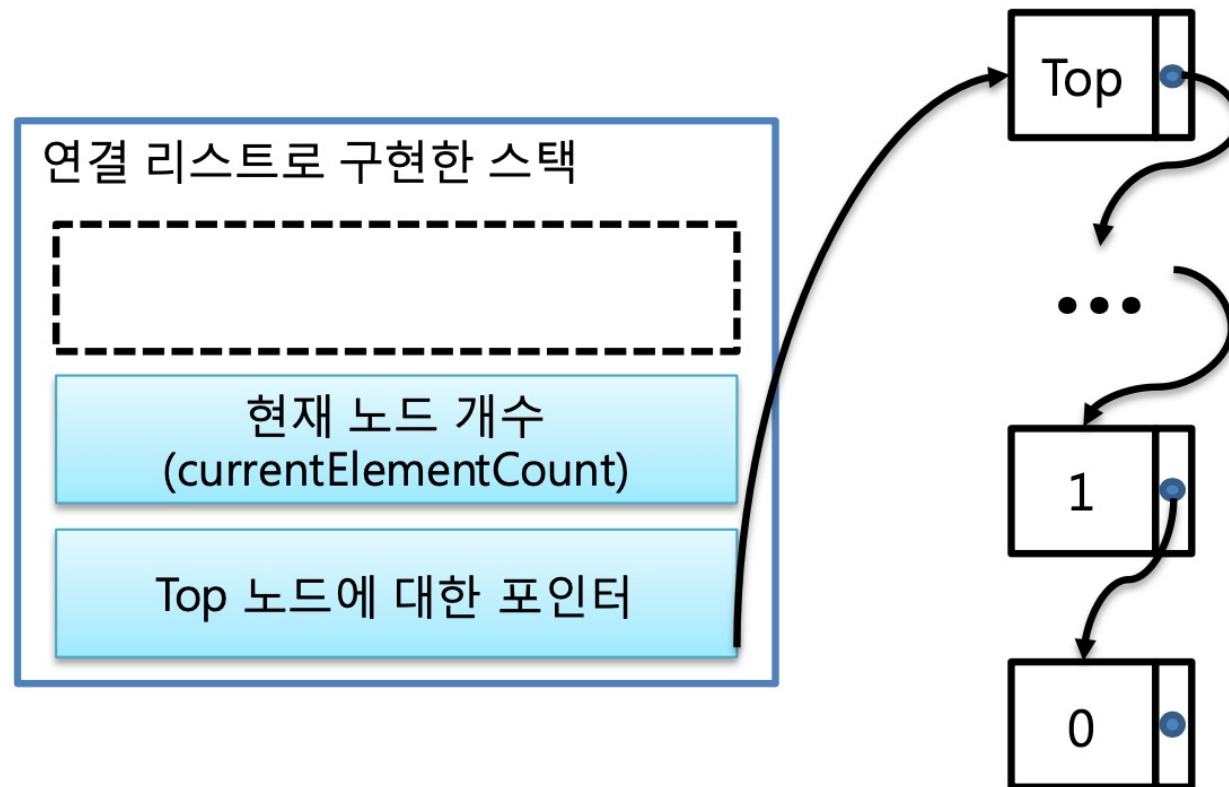 연결 리스트로 구현한 스택
현재 노드 개수
(currentElementCount)
Top 노드에 대한 포인터
Top
•••
1
0